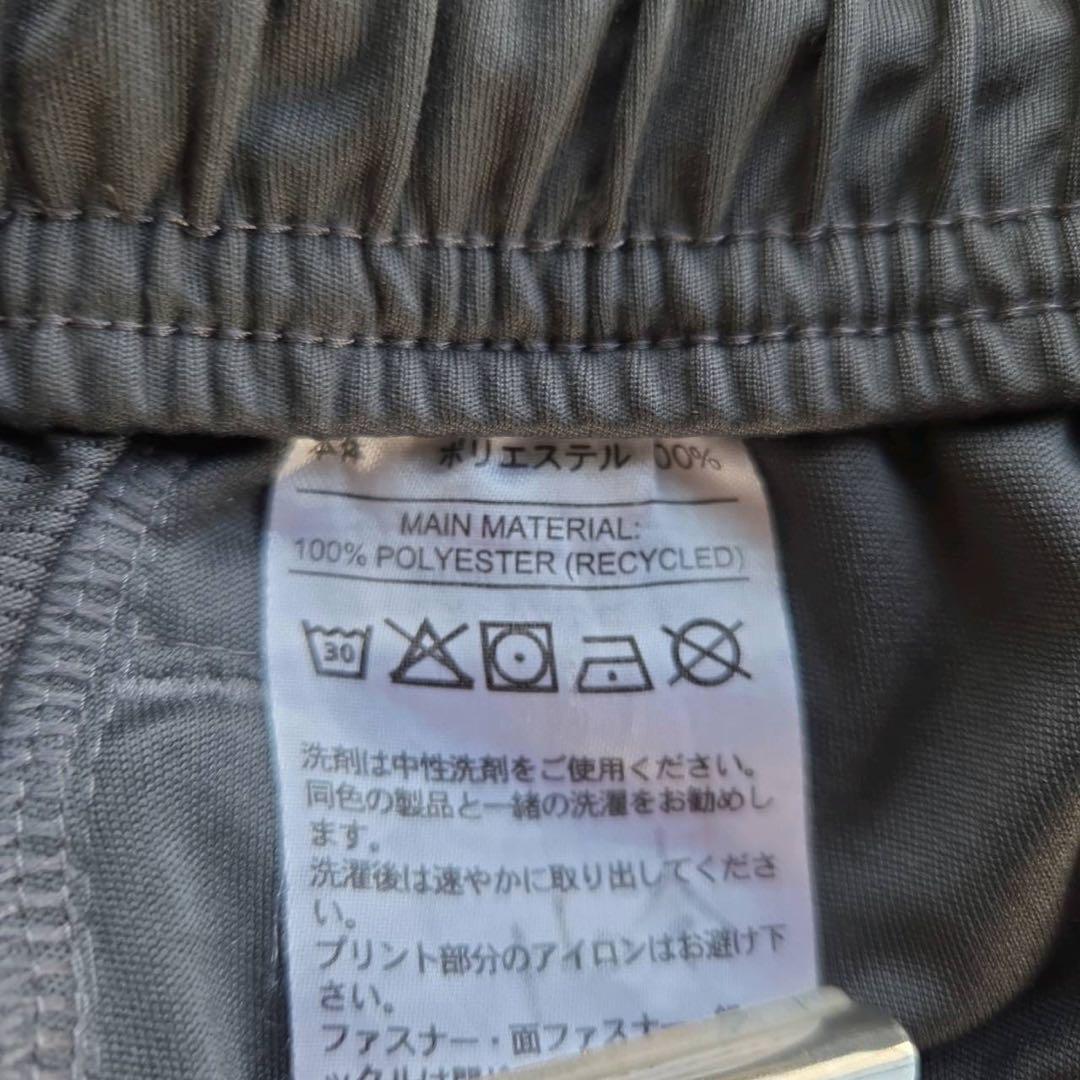 本体 ポリエステル 00%
MAIN MATERIAL:
100% POLYESTER (RECYCLED)
30
洗剤は中性洗剤をご使用ください。
同色の製品と一緒の洗濯をお勧めし
ます。
洗濯後は速やかに取り出してくださ
い。
プリント部分のアイロンはお避け下
さい。
ファスナー・面ファスナー